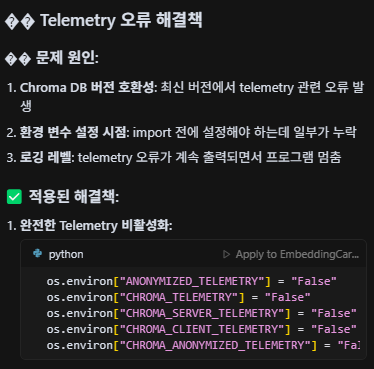 �� Telemetry 오류 해결책
�� 문제 원인:
1. Chroma DB 버전 호환성: 최신 버전에서 telemetry 관련 오류 발
생
2. 환경 변수 설정 시점: import 전에 설정해야 하는데 일부가 누락
3. 로깅 레벨: telemetry 오류가 계속 출력되면서 프로그램 멈춤
✅ 적용된 해결책:
1. 완전한 Telemetry 비활성화:
python ▷ Apply to EmbeddingCar...
os.environ["ANONYMIZED_TELEMETRY"] = "False"
os.environ["CHROMA_TELEMETRY"] = "False"
os.environ["CHROMA_SERVER_TELEMETRY"] = "False"
os.environ["CHROMA_CLIENT_TELEMETRY"] = "False"
os.environ["CHROMA_ANONYMIZED_TELEMETRY"] = "Fal